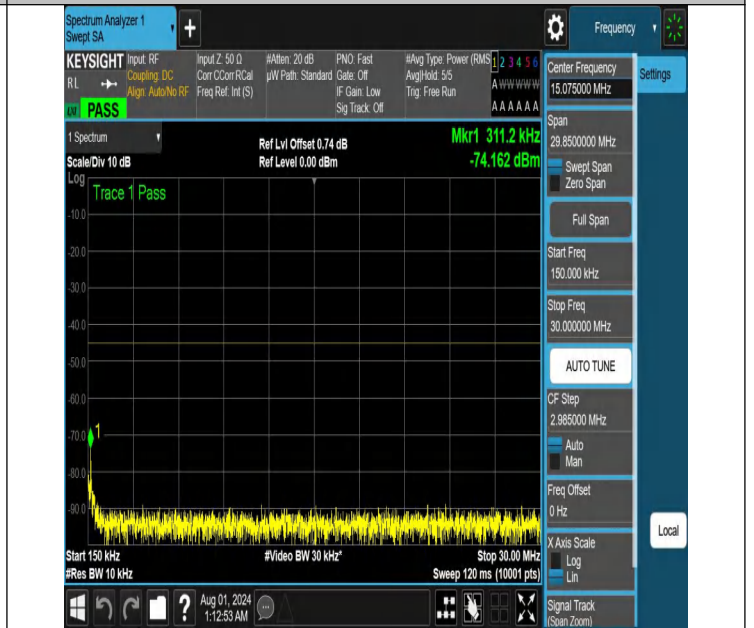 Spectrum Analyzer 1
Swept SA
+
Frequency
KEYSIGHT
RL
PASS
Input: RF
Coupling: DC
Align: Auto/No RF
Input Z: 50 Ω
Corr CCorr RCal
Freq Ref: Int (S)
#Atten: 20 dB
µW Path: Standard
PNO: Fast
Gate: Off
IF Gain: Low
Sig Track: Off
#Avg Type: Power (RMS
Avg|Hold: 5/5
Trig: Free Run
1 2 3 4 5 6
A W W W W W
A A A A A A
Center Frequency
15.075000 MHz
Settings
1 Spectrum
Scale/Div 10 dB
Log
Ref Lvl Offset 0.74 dB
Ref Level 0.00 dBm
Mkr1 311.2 kHz
-74.162 dBm
Trace 1 Pass
-10.0
-20.0
-30.0
-40.0
-50.0
-60.0
-70.0
-80.0
-90.0
1
Span
29.8500000 MHz
Swept Span
Zero Span
Full Span
Start Freq
150.000 kHz
Stop Freq
30.000000 MHz
AUTO TUNE
CF Step
2.985000 MHz
Auto
Man
Freq Offset
0 Hz
X Axis Scale
Log
Lin
Signal Track
(Span Zoom)
Local
Start 150 kHz
#Res BW 10 kHz
#Video BW 30 kHz*
Stop 30.00 MHz
Sweep 120 ms (10001 pts)
?
Aug 01, 2024
1:12:53 AM